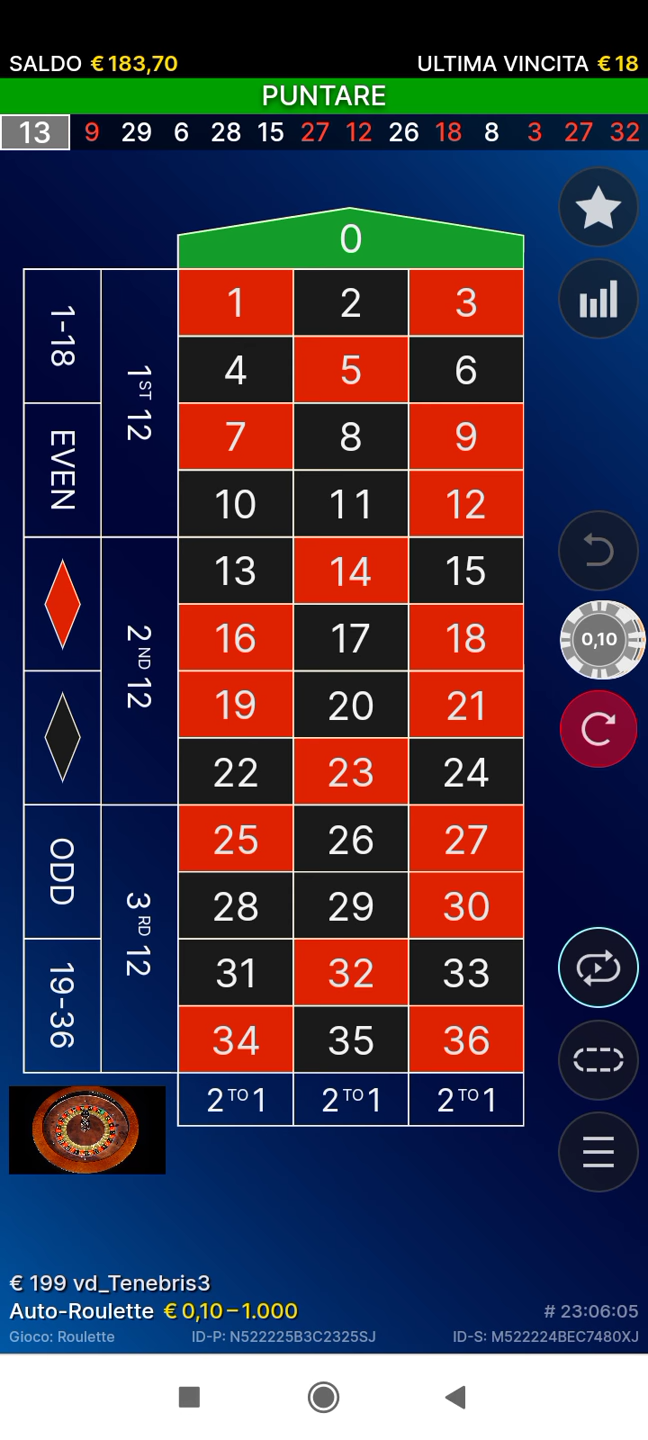 SALDO € 183,70 ULTIMA VINCITA € 18
PUNTARE
13 9 29 6 28 15 27 12 26 18 8 3 27 32
0
1-18
EVEN
ODD
19-36
1ST 12
2ND 12
3RD 12
1 2 3
4 5 6
7 8 9
10 11 12
13 14 15
16 17 18
19 20 21
22 23 24
25 26 27
28 29 30
31 32 33
34 35 36
2 TO 1 2 TO 1 2 TO 1
0,10
€ 199 vd_Tenebris3
Auto-Roulette € 0,10 – 1.000 # 23:06:05
Gioco: Roulette ID-P: N522225B3C2325SJ ID-S: M522224BEC7480XJ